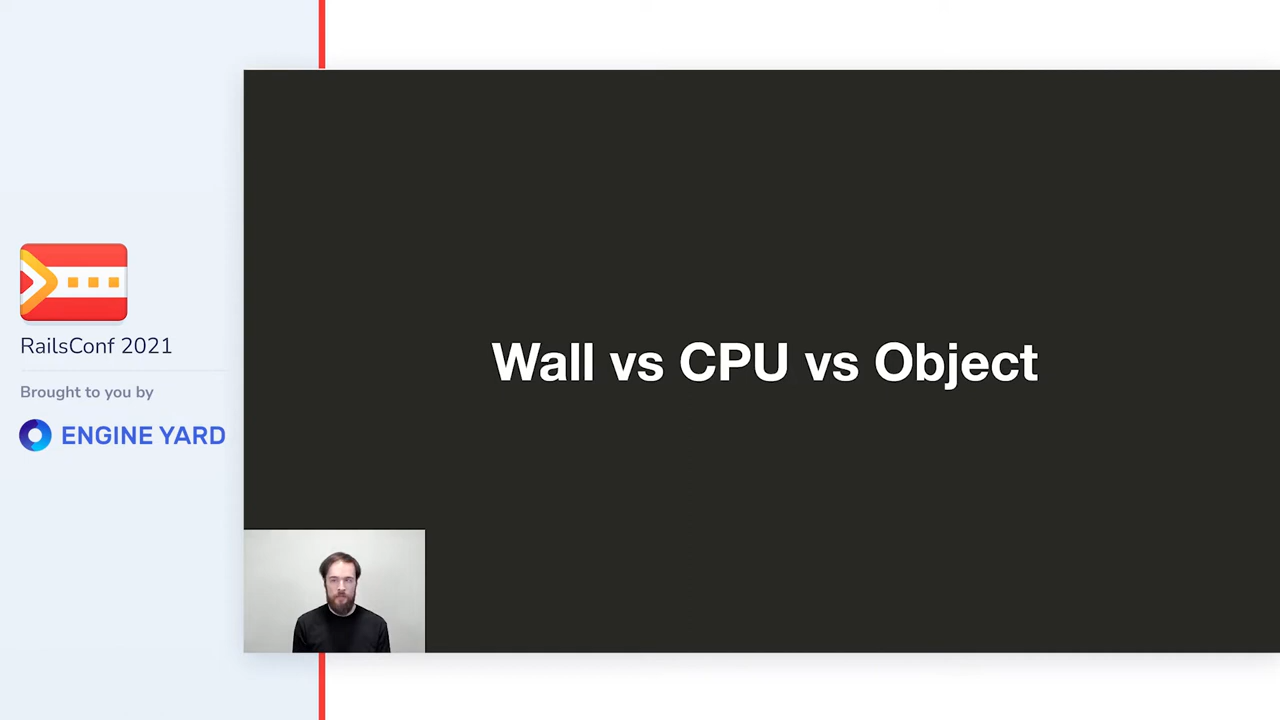 RailsConf 2021
Brought to you by
ENGINE YARD
Wall vs CPU vs Object